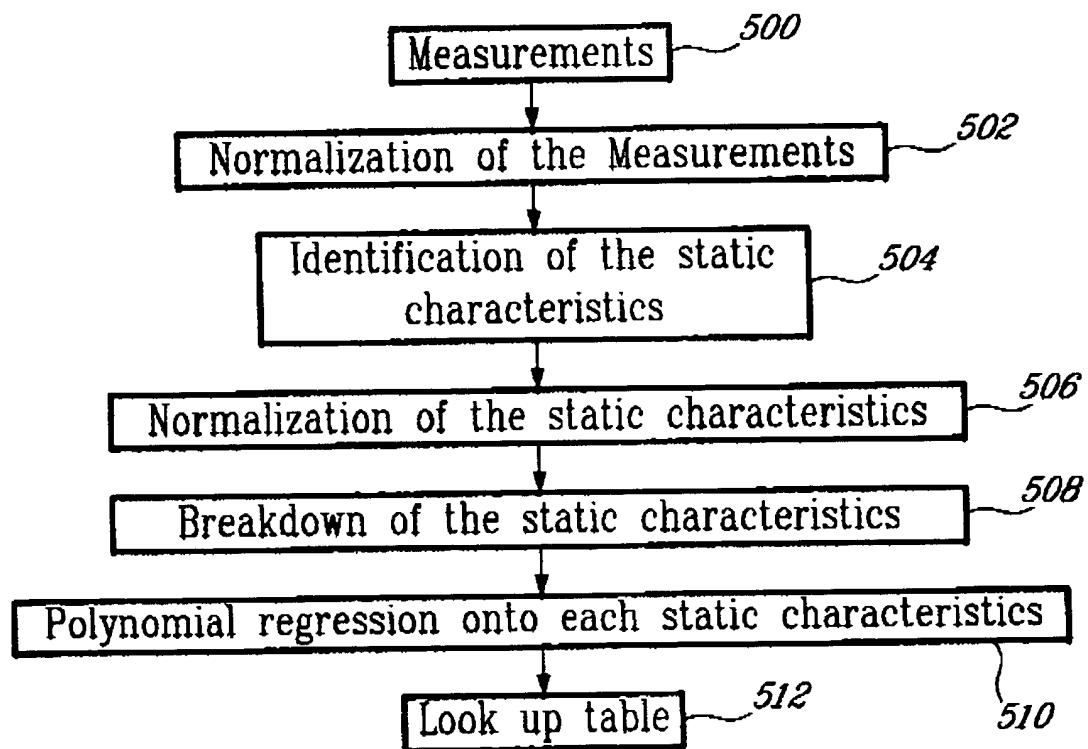 500
Measurements
502
Normalization of the Measurements
504
Identification of the static
characteristics
506
Normalization of the static characteristics
508
Breakdown of the static characteristics
Polynomial regression onto each static characteristics
510
512
Look up table